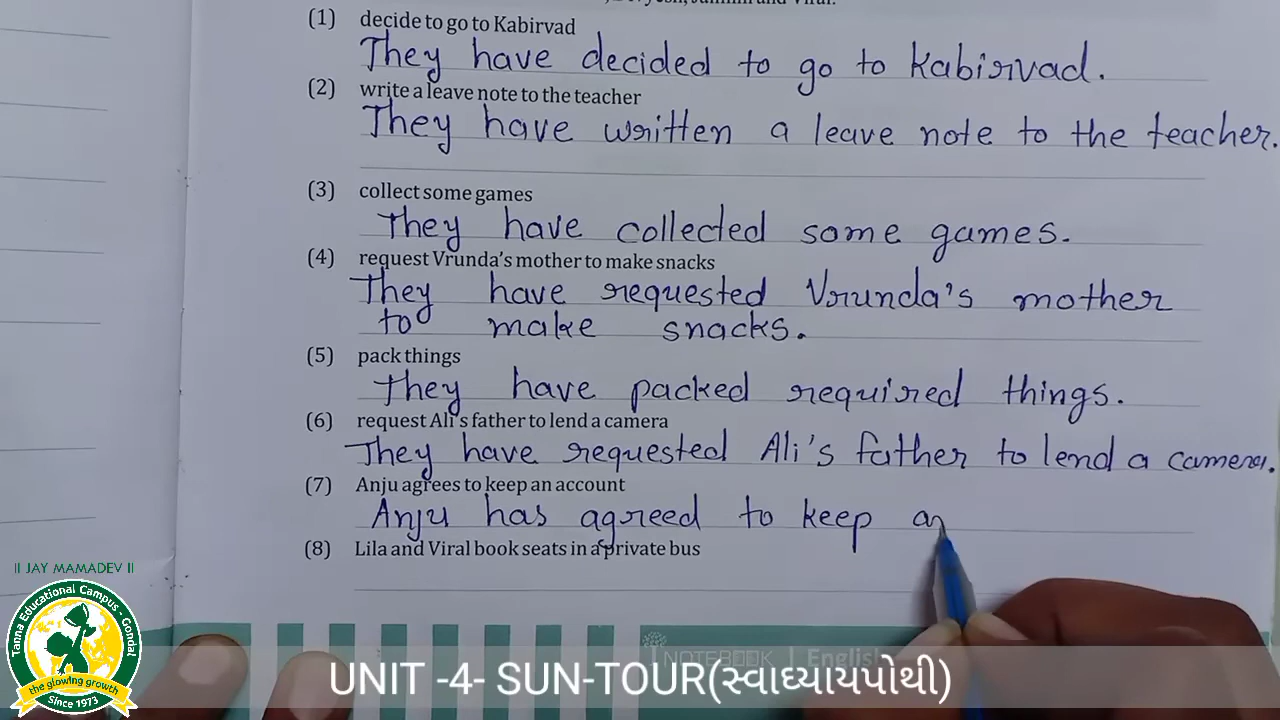 (1) decide to go to Kabirvad
They have decided to go to Kabirvad.
(2) write a leave note to the teacher
They have written a leave note to the teacher.
(3) collect some games
They have collected some games.
(4) request Vrunda's mother to make snacks
They have requested Vrunda's mother
to make snacks.
(5) pack things
They have packed required things.
(6) request Ali's father to lend a camera
They have requested Ali's father to lend a camera.
(7) Anju agrees to keep an account
Anju has agreed to keep an
(8) Lila and Viral book seats in a private bus
II JAY MAMADEV II
Tanna Educational Campus - Gondal
the glowing growth
Since 1973
NOTEBOOK | English
UNIT -4- SUN-TOUR(સ્વાધ્યાયપોથી)